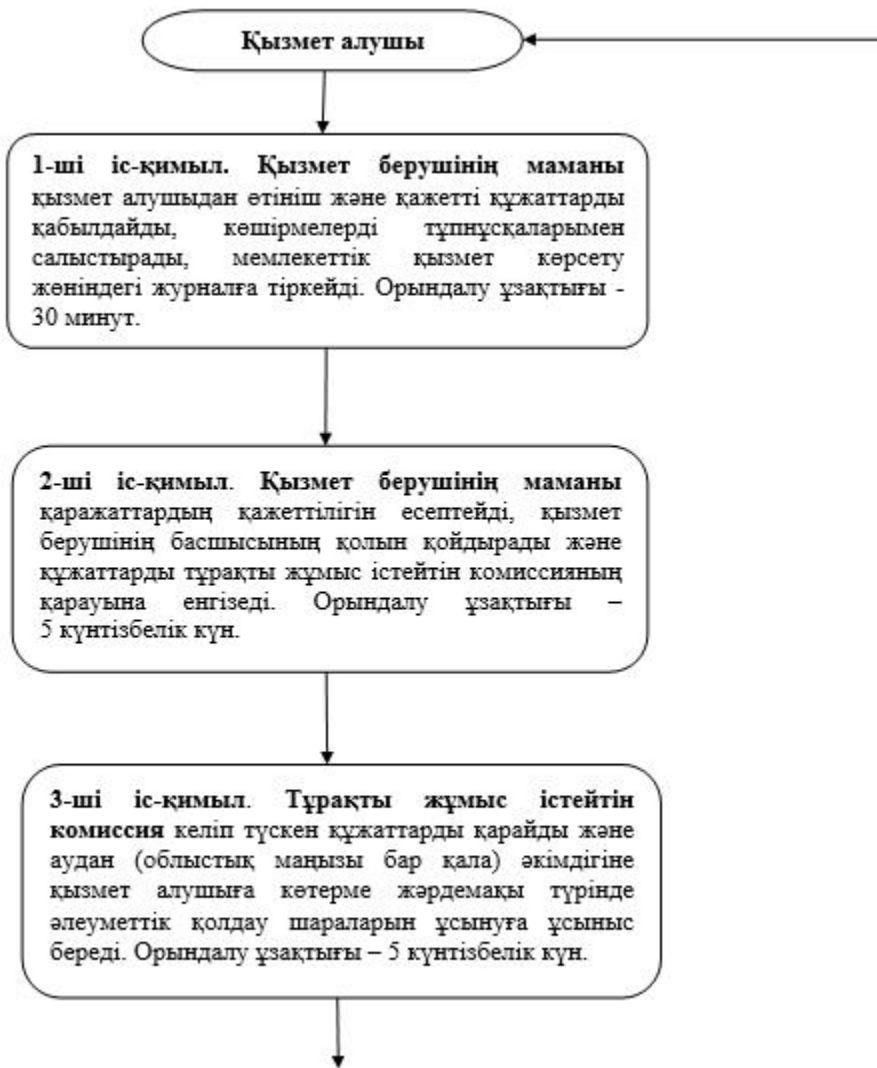 Қызмет алушы
1-ші іс-қимыл. Қызмет берушінің маманы
қызмет алушыдан өтініш және қажетті құжаттарды
қабылдайды, көшірмелерді тұпнұсқаларымен
салыстырады, мемлекеттік қызмет көрсету
жөніндегі журналға тіркейді. Орындалу ұзақтығы -
30 минут.
2-ші іс-қимыл. Қызмет берушінің маманы
қаражаттардың қажеттілігін есептейді, қызмет
берушінің басшысының қолын қойдырады және
құжаттарды тұрақты жұмыс істейтін комиссияның
қарауына енгізеді. Орындалу ұзақтығы –
5 күнтізбелік күн.
3-ші іс-қимыл. Тұрақты жұмыс істейтін
комиссия келіп түскен құжаттарды қарайды және
аудан (облыстық маңызы бар қала) әкімдігіне
қызмет алушыға көтерме жәрдемақы түрінде
әлеуметтік қолдау шараларын ұсынуға ұсыныс
береді. Орындалу ұзақтығы – 5 күнтізбелік күн.